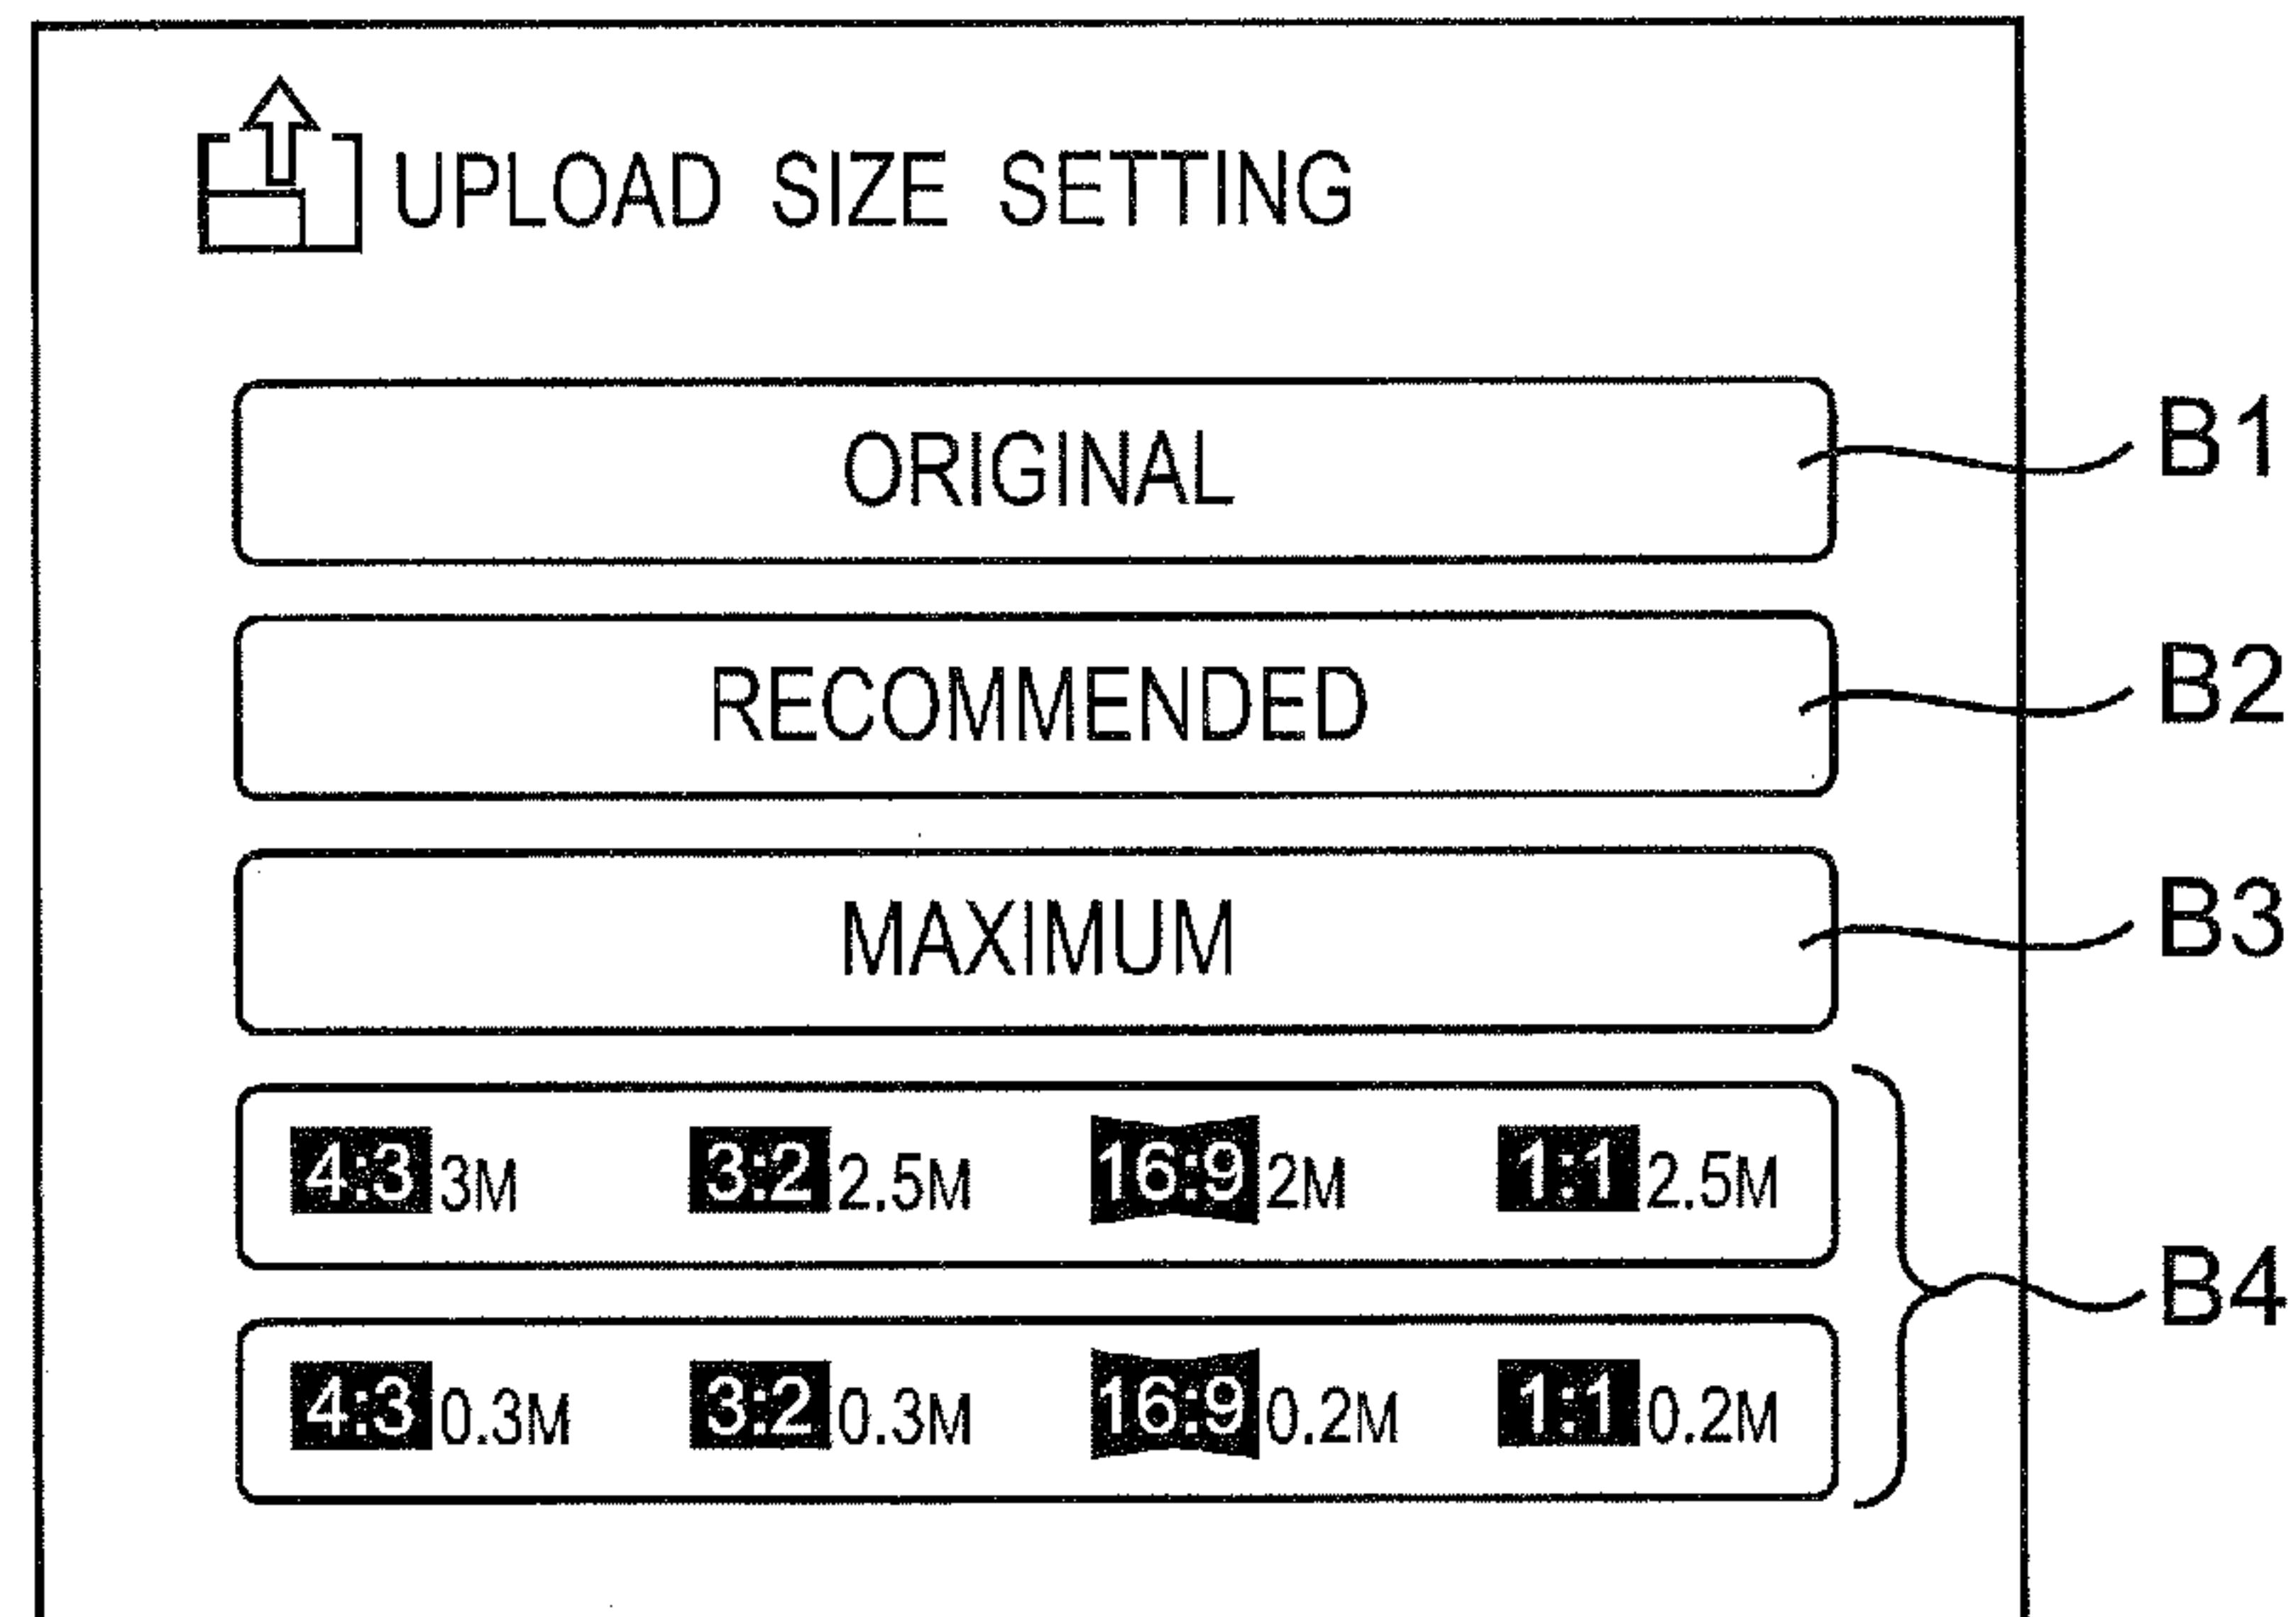 UPLOAD SIZE SETTING
ORIGINAL B1
RECOMMENDED B2
MAXIMUM B3
4:3 3M 3:2 2.5M 16:9 2M 1:1 2.5M
B4
4:3 0.3M 3:2 0.3M 16:9 0.2M 1:1 0.2M